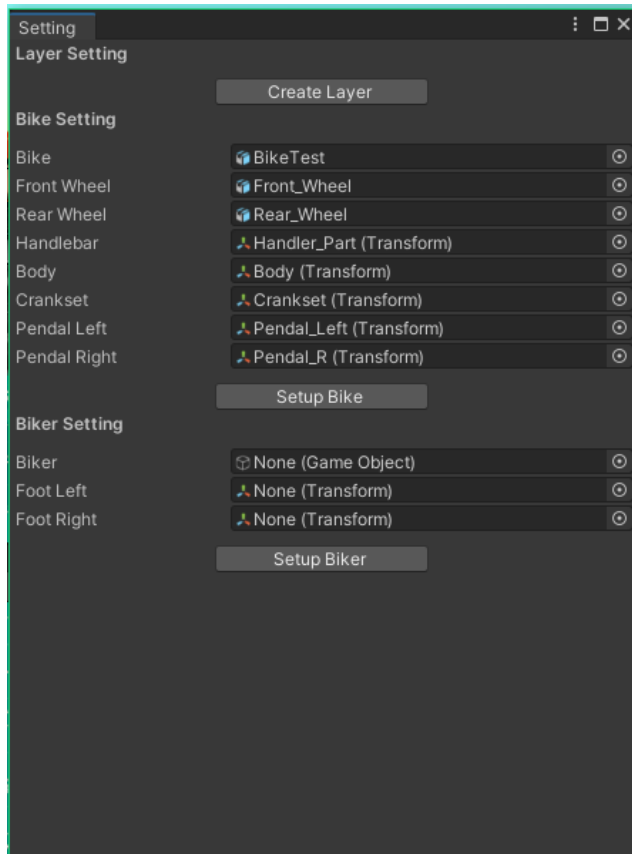 Setting
Layer Setting
Create Layer
Bike Setting
Bike BikeTest
Front Wheel Front_Wheel
Rear Wheel Rear_Wheel
Handlebar Handler_Part (Transform)
Body Body (Transform)
Crankset Crankset (Transform)
Pendal Left Pendal_Left (Transform)
Pendal Right Pendal_R (Transform)
Setup Bike
Biker Setting
Biker None (Game Object)
Foot Left None (Transform)
Foot Right None (Transform)
Setup Biker